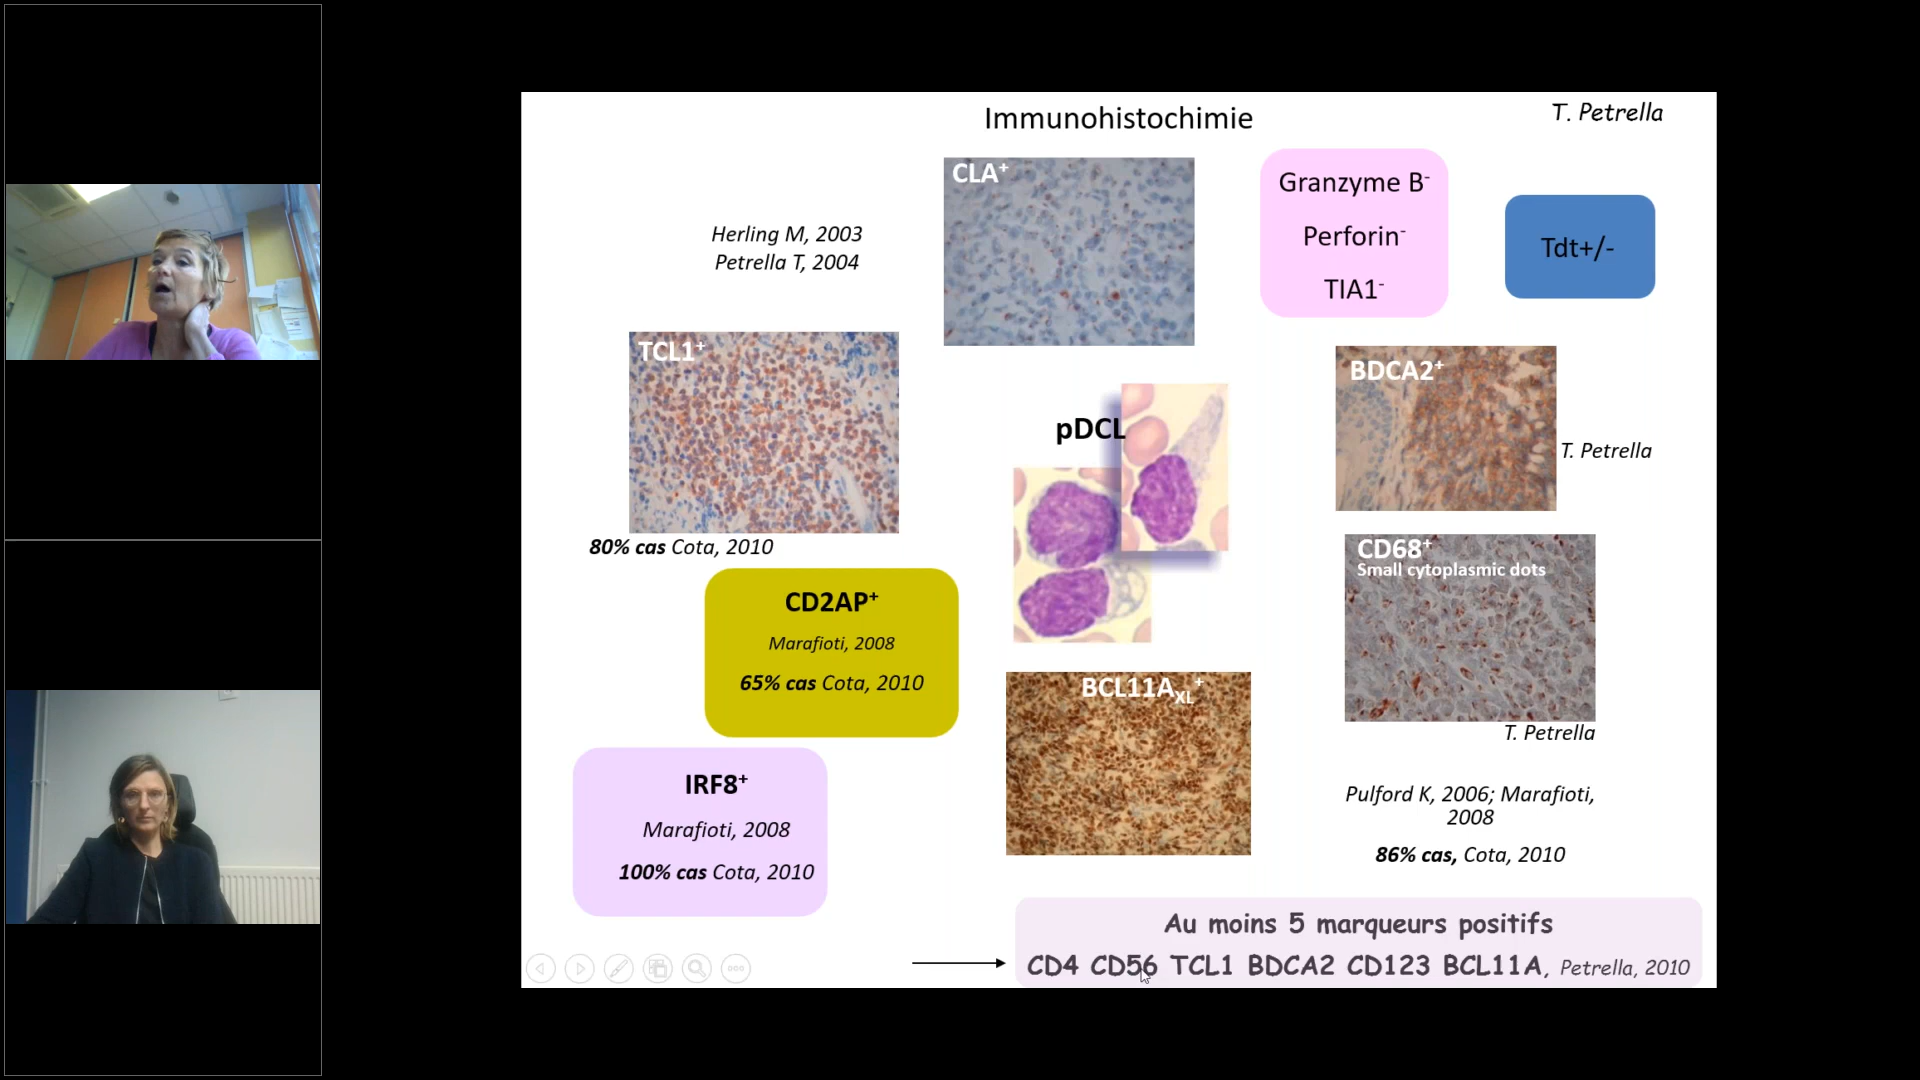 Immunohistochimie
T. Petrella
CLA+
Granzyme B-
Perforin-
TIA1-
Tdt+/-
Herling M, 2003
Petrella T, 2004
TCL1+
80% cas Cota, 2010
BDCA2+
T. Petrella
pDCL
CD68+
Small cytoplasmic dots
T. Petrella
CD2AP+
Marafioti, 2008
65% cas Cota, 2010
BCL11AXL+
IRF8+
Marafioti, 2008
100% cas Cota, 2010
Pulford K, 2006; Marafioti,
2008
86% cas, Cota, 2010
Au moins 5 marqueurs positifs
CD4 CD56 TCL1 BDCA2 CD123 BCL11A, Petrella, 2010